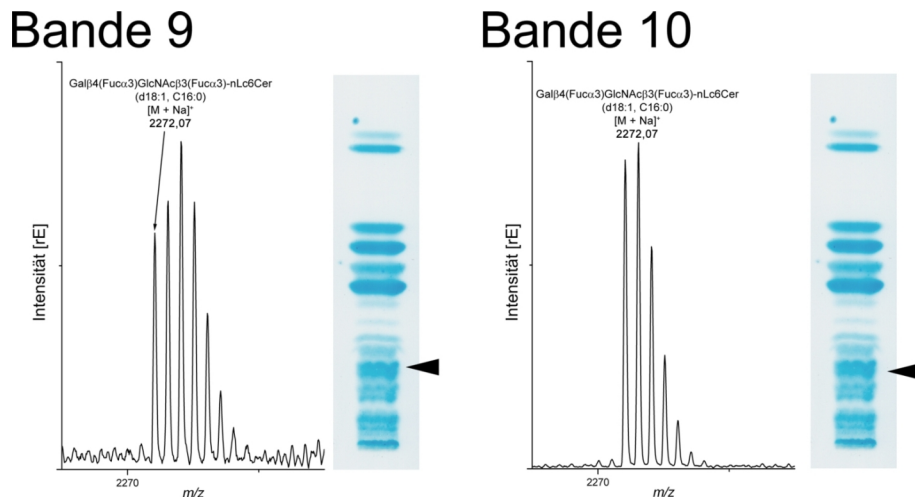 Bande 9
Galβ4(Fucα3)GlcNAcβ3(Fucα3)-nLc6Cer
(d18:1, C16:0)
[M + Na]⁺
2272,07
Intensität [rE]
2270
m/z
Bande 10
Galβ4(Fucα3)GlcNAcβ3(Fucα3)-nLc6Cer
(d18:1, C16:0)
[M + Na]⁺
2272,07
Intensität [rE]
2270
m/z